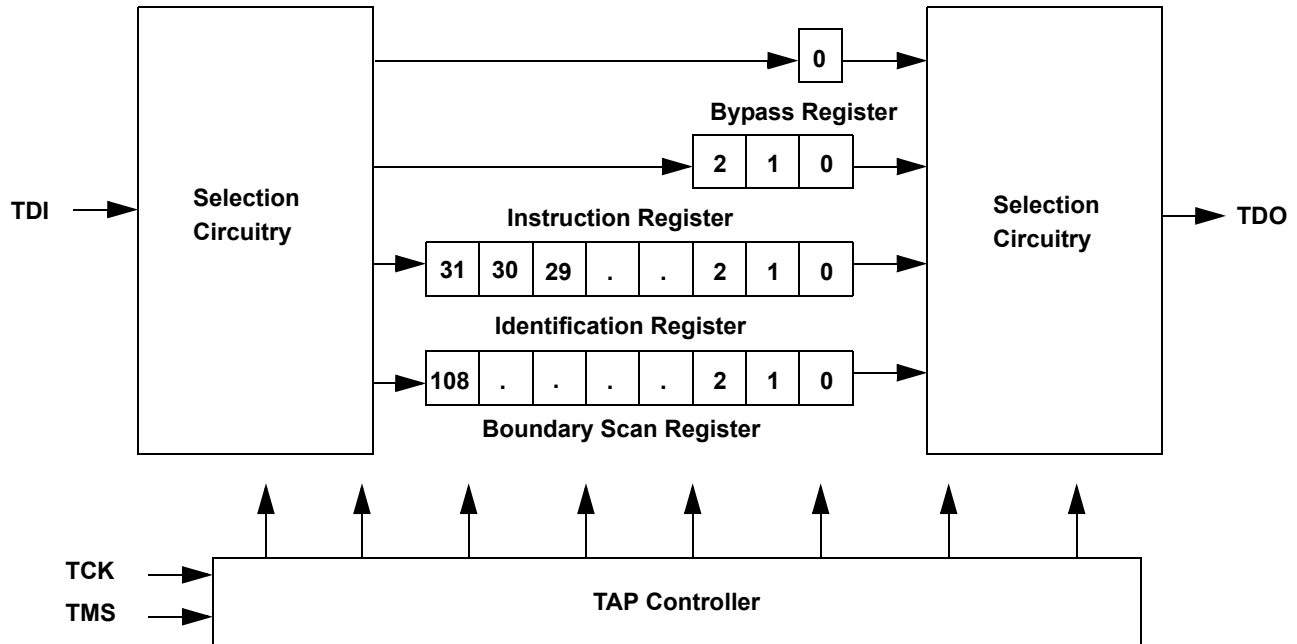 0
Bypass Register
2 1 0
Instruction Register
31 30 29 . . 2 1 0
Identification Register
108 . . . . 2 1 0
Boundary Scan Register
TDI
Selection
Circuitry
Selection
Circuitry
TDO
TCK
TMS
TAP Controller